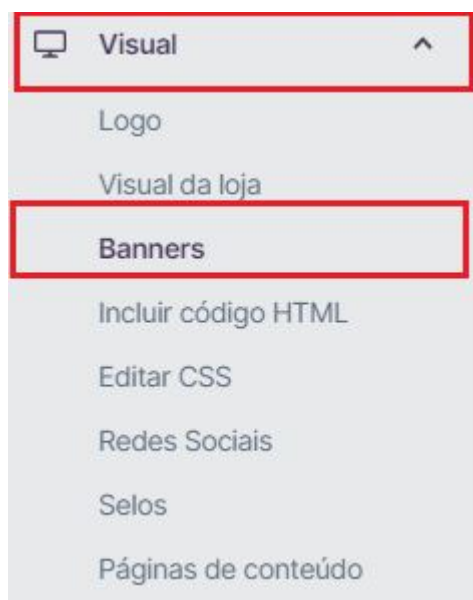 Visual
Logo
Visual da loja
Banners
Incluir código HTML
Editar CSS
Redes Sociais
Selos
Páginas de conteúdo